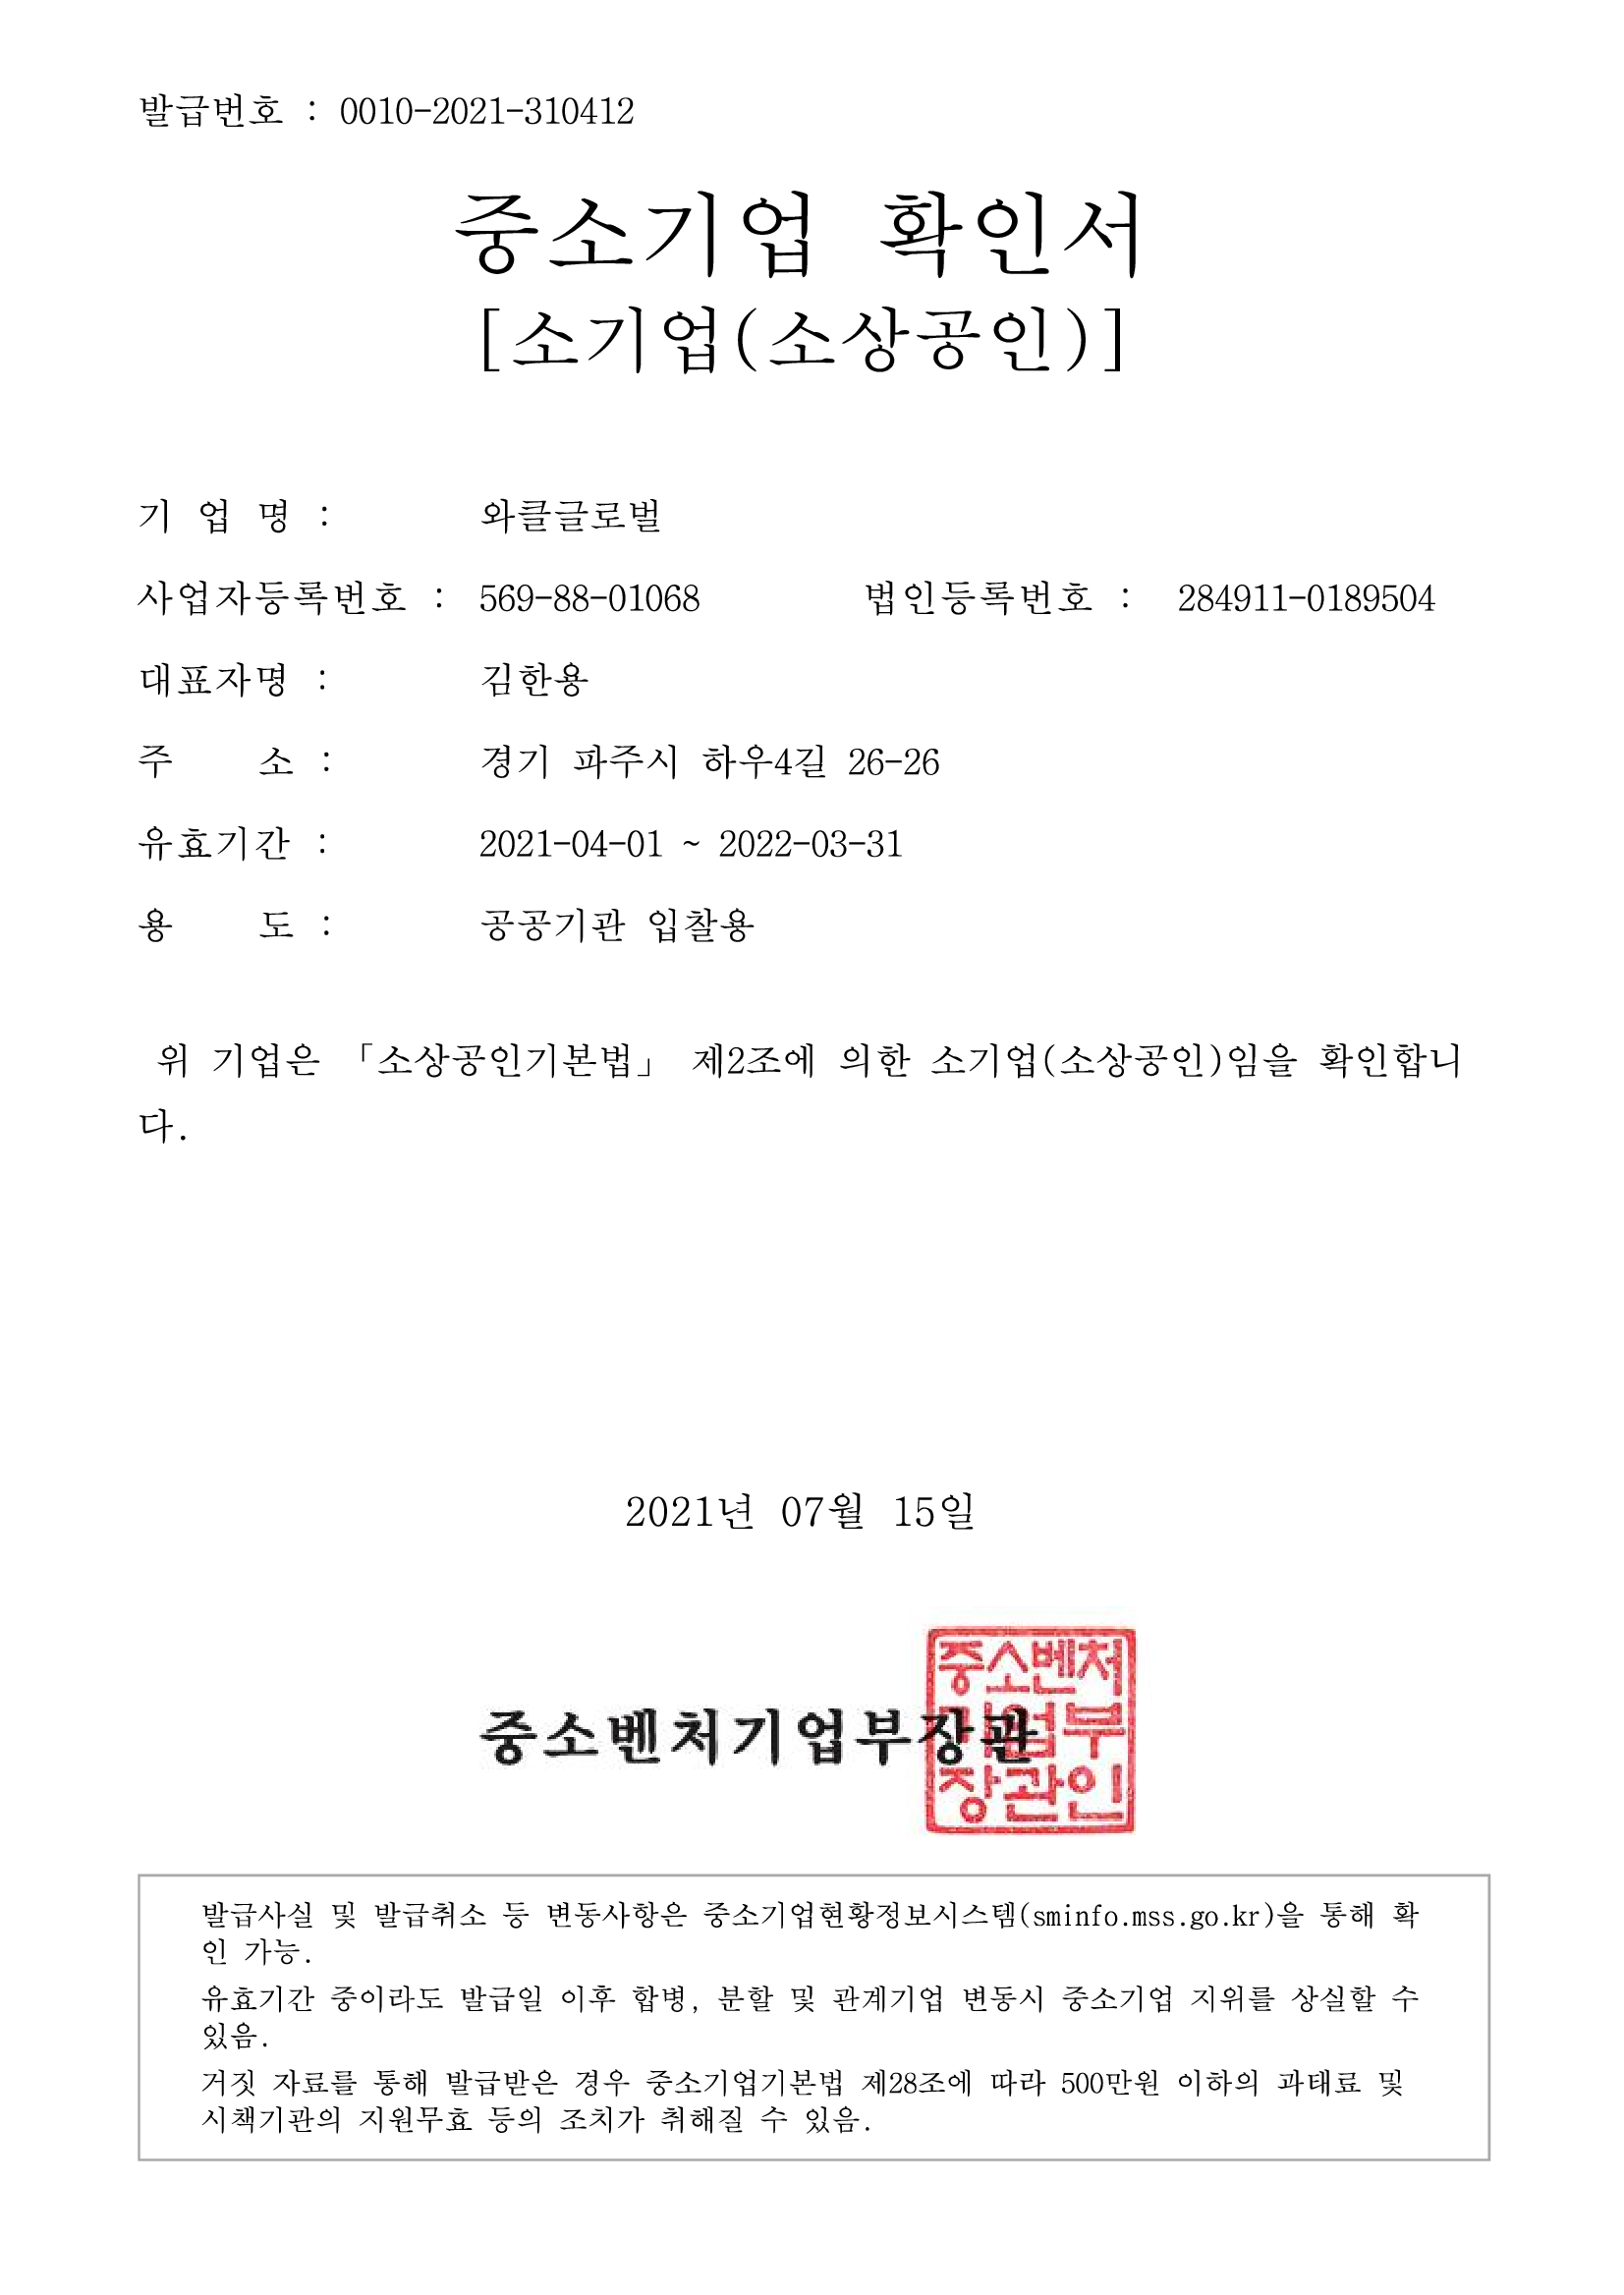 발급번호 : 0010-2021-310412
중소기업 확인서
[소기업(소상공인)]
기 업 명 : 와클글로벌
사업자등록번호 : 569-88-01068 법인등록번호 : 284911-0189504
대표자명 : 김한용
주 소 : 경기 파주시 하우4길 26-26
유효기간 : 2021-04-01 ~ 2022-03-31
용 도 : 공공기관 입찰용
위 기업은 「소상공인기본법」 제2조에 의한 소기업(소상공인)임을 확인합니
다.
2021년 07월 15일
중소벤처기업부장관
중소벤처
기업부
장관인
발급사실 및 발급취소 등 변동사항은 중소기업현황정보시스템(sminfo.mss.go.kr)을 통해 확
인 가능.
유효기간 중이라도 발급일 이후 합병, 분할 및 관계기업 변동시 중소기업 지위를 상실할 수
있음.
거짓 자료를 통해 발급받은 경우 중소기업기본법 제28조에 따라 500만원 이하의 과태료 및
시책기관의 지원무효 등의 조치가 취해질 수 있음.